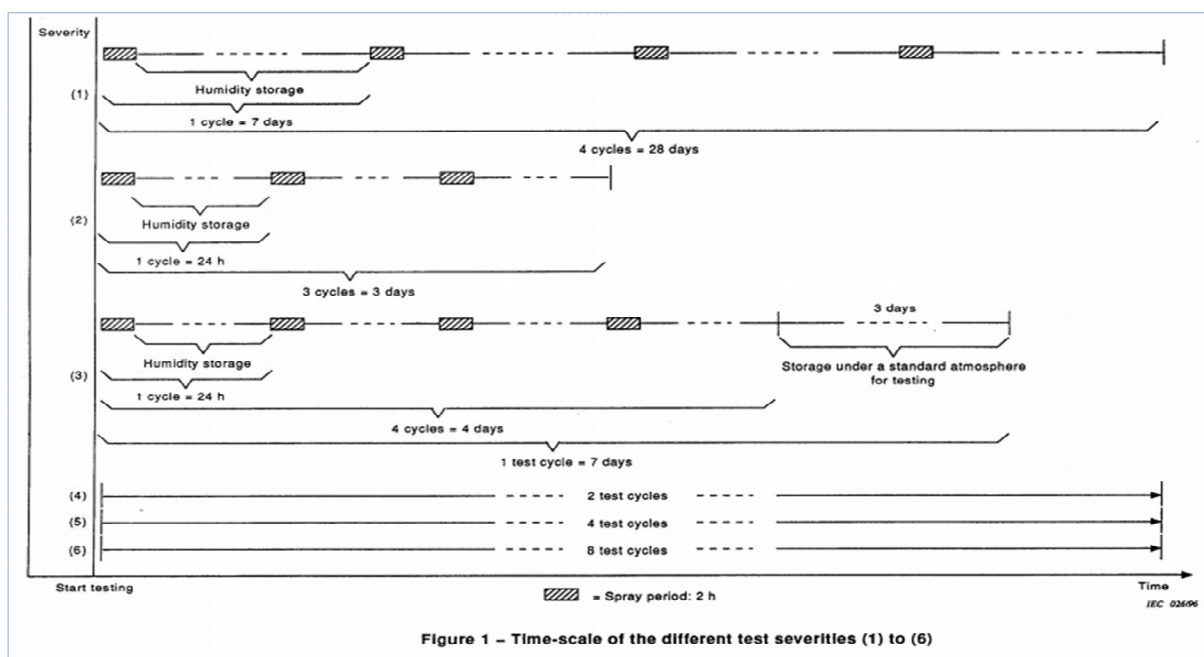 Severity
Humidity storage
(1)
1 cycle = 7 days
4 cycles = 28 days
Humidity storage
(2)
1 cycle = 24 h
3 cycles = 3 days
3 days
Humidity storage
Storage under a standard atmosphere
for testing
(3)
1 cycle = 24 h
4 cycles = 4 days
1 test cycle = 7 days
(4) 2 test cycles
(5) 4 test cycles
(6) 8 test cycles
Start testing
Time
= Spray period: 2 h
IEC 026/96
Figure 1 – Time-scale of the different test severities (1) to (6)